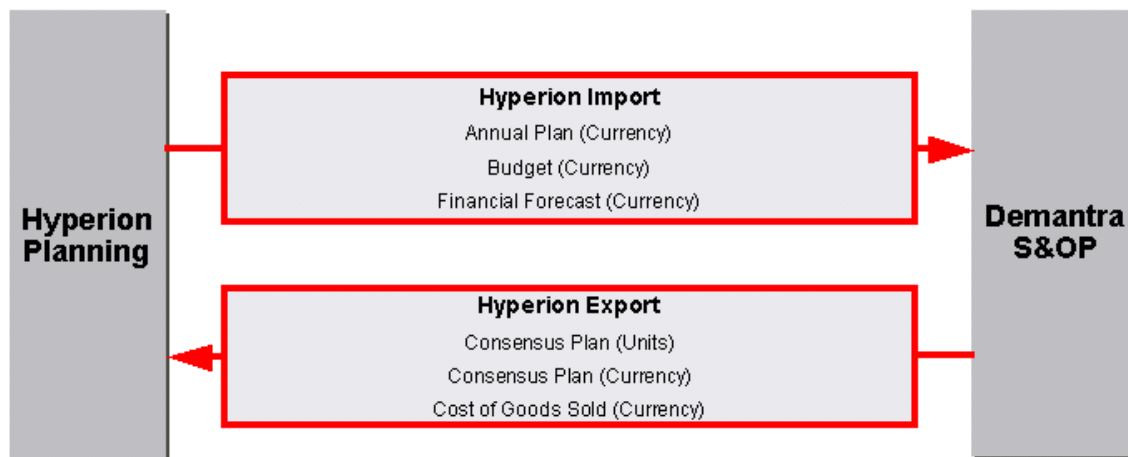 Hyperion
Planning
Hyperion Import
Annual Plan (Currency)
Budget (Currency)
Financial Forecast (Currency)
Hyperion Export
Consensus Plan (Units)
Consensus Plan (Currency)
Cost of Goods Sold (Currency)
Demantra
S&OP